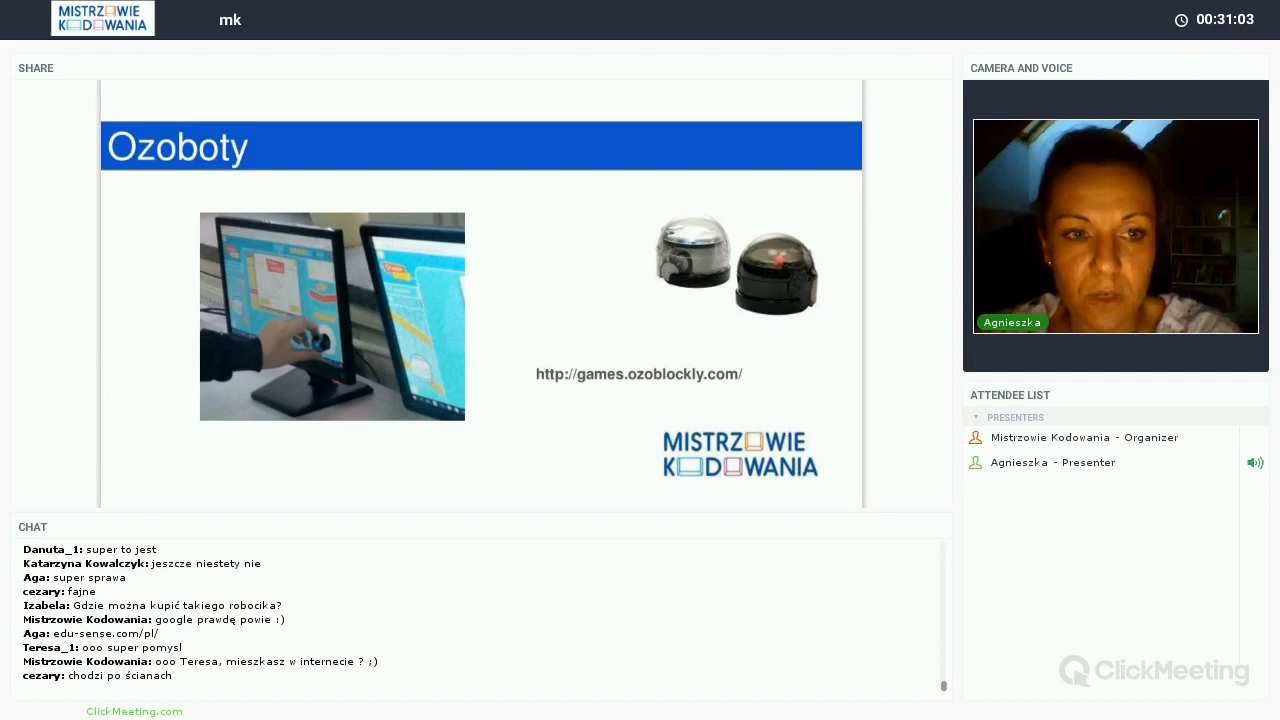 MISTRZOWIE
KODOWANIA
mk
00:31:03
SHARE
Ozoboty
http://games.ozoblockly.com/
MISTRZOWIE
KODOWANIA
CAMERA AND VOICE
Agnieszka
ATTENDEE LIST
PRESENTERS
Mistrzowie Kodowania - Organizer
Agnieszka - Presenter
CHAT
Danuta_1: super to jest
Katarzyna Kowalczyk: jeszcze niestety nie
Aga: super sprawa
cezary: fajne
Izabela: Gdzie można kupić takiego robocika?
Mistrzowie Kodowania: google prawdę powie :)
Aga: edu-sense.com/pl/
Teresa_1: ooo super pomysl
Mistrzowie Kodowania: ooo Teresa, mieszkasz w internecie ? ;)
cezary: chodzi po ścianach
ClickMeeting
ClickMeeting.com